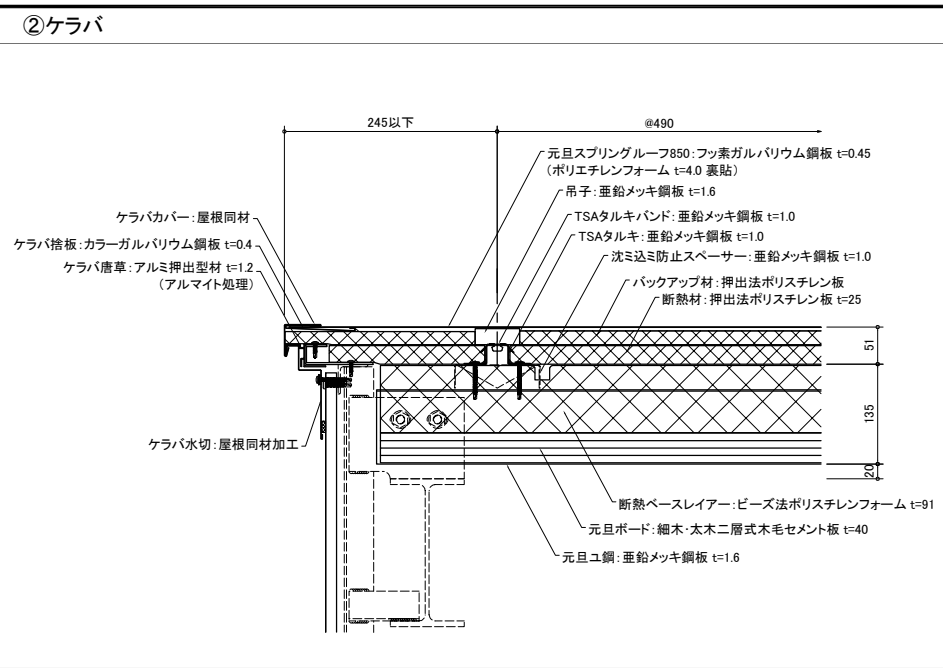 ②ケラバ
245以下
@490
元旦スプリングルーフ850：フッ素ガルバリウム鋼板 t=0.45
（ポリエチレンフォーム t=4.0 裏貼）
吊子：亜鉛メッキ鋼板 t=1.6
ケラバカバー：屋根同材
TSAタルキバンド：亜鉛メッキ鋼板 t=1.0
TSAタルキ：亜鉛メッキ鋼板 t=1.0
ケラバ捨板：カラーガルバリウム鋼板 t=0.4
沈ミ込ミ防止スペーサー：亜鉛メッキ鋼板 t=1.0
ケラバ唐草：アルミ押出型材 t=1.2
（アルマイト処理）
バックアップ材：押出法ポリスチレン板
断熱材：押出法ポリスチレン板 t=25
51
135
20
ケラバ水切：屋根同材加工
断熱ベースレイアー：ビーズ法ポリスチレンフォーム t=91
元旦ボード：細木・太木二層式木毛セメント板 t=40
元旦ユ鋼：亜鉛メッキ鋼板 t=1.6